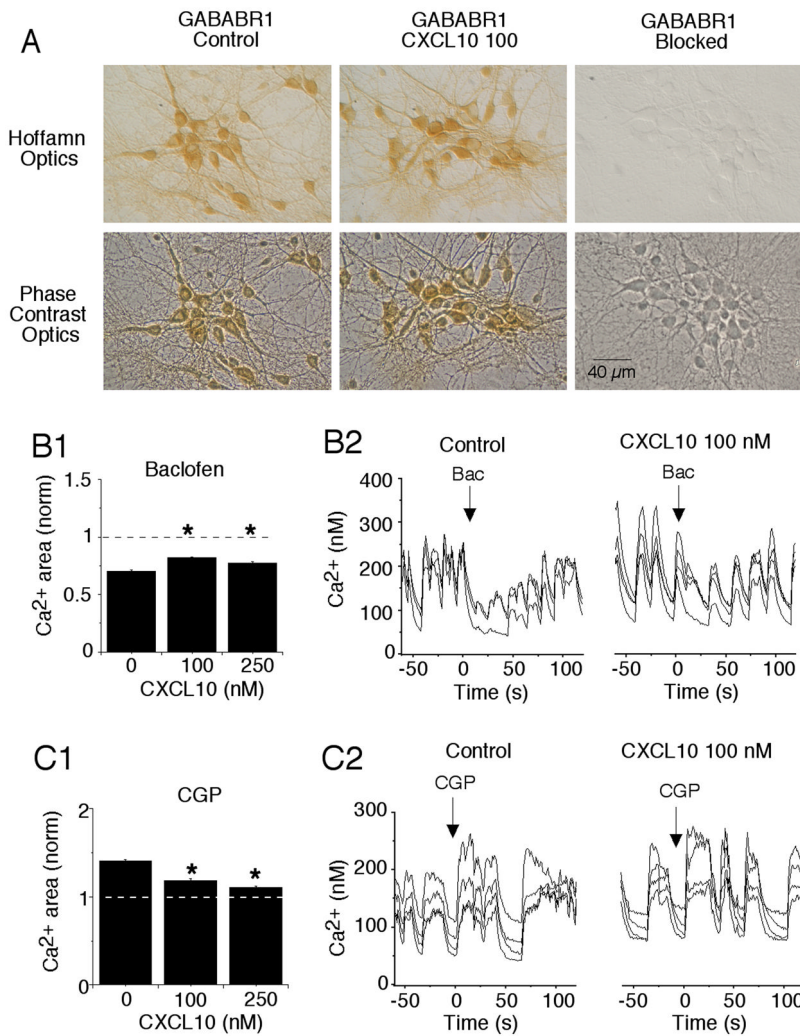 A
GABABR1
Control
GABABR1
CXCL10 100
GABABR1
Blocked
Hoffamn
Optics
Phase
Contrast
Optics
40 µm
B1
Baclofen
Ca2+ area (norm)
1.5
1
0.5
0
* *
0 100 250
CXCL10 (nM)
B2
Control
CXCL10 100 nM
Bac
Bac
Ca2+ (nM)
400
300
200
100
0
-50 0 50 100
Time (s)
-50 0 50 100
Time (s)
C1
CGP
Ca2+ area (norm)
2
1
0
* *
0 100 250
CXCL10 (nM)
C2
Control
CXCL10 100 nM
CGP
CGP
Ca2+ (nM)
300
200
100
0
-50 0 50 100
Time (s)
-50 0 50 100
Time (s)